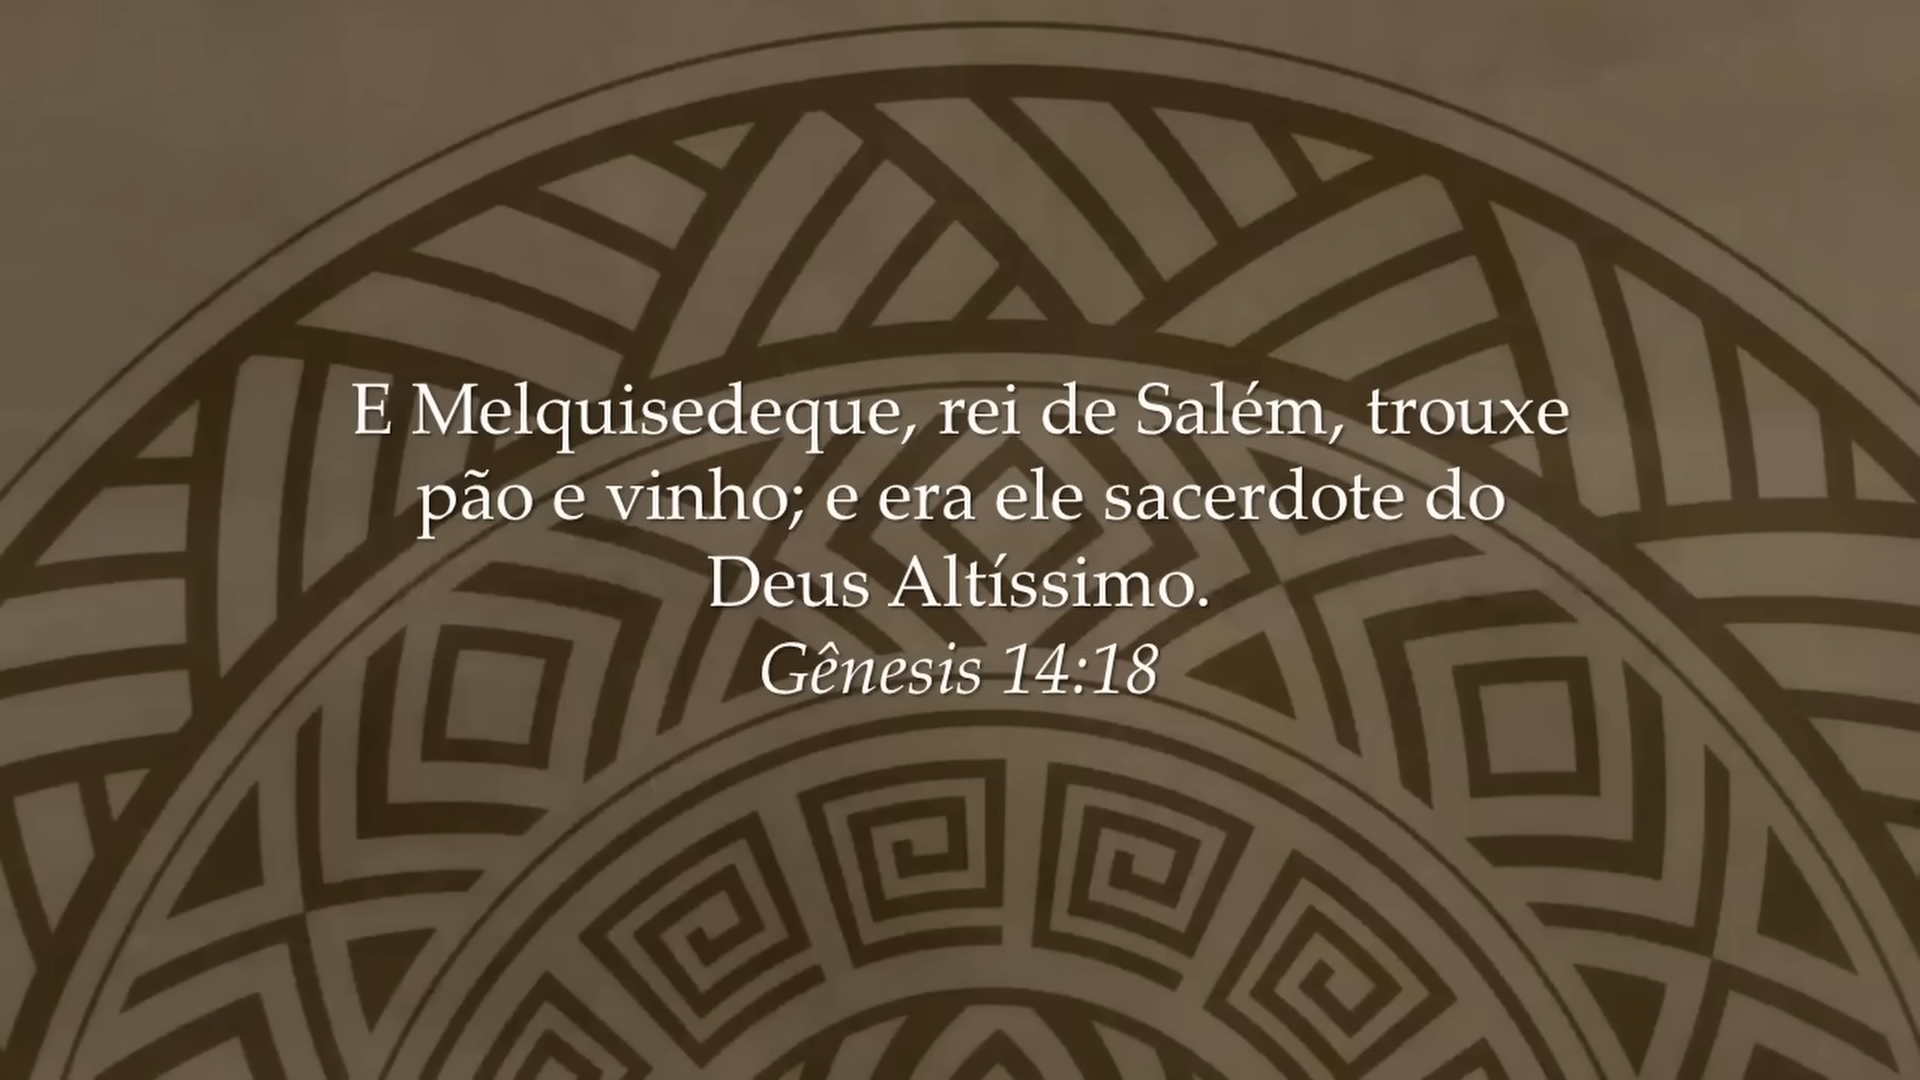 E Melquisedeque, rei de Salém, trouxe
pão e vinho; e era ele sacerdote do
Deus Altíssimo.
Gênesis 14:18